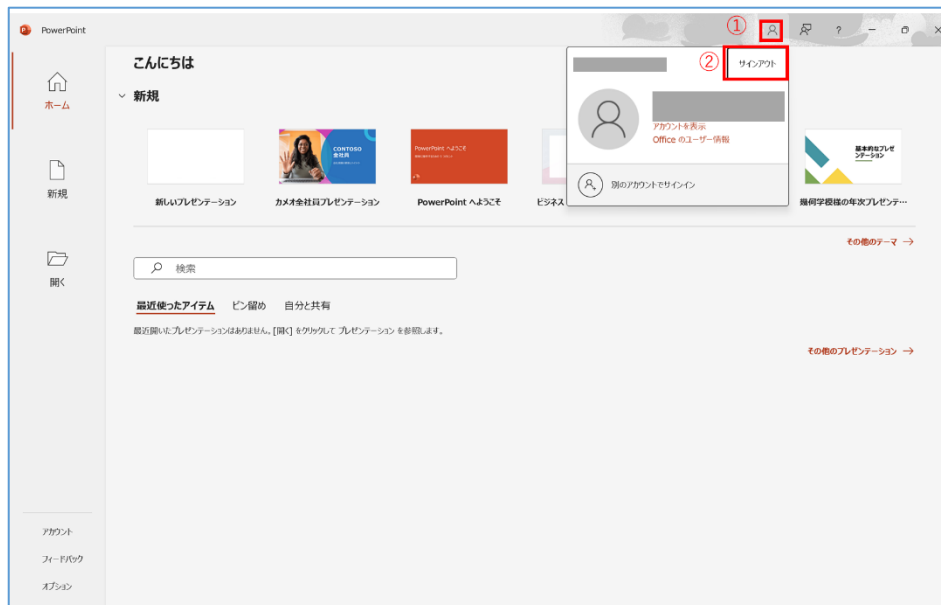 PowerPoint
①
?
こんにちは
②
サインアウト
ホーム
新規
アカウントを表示
Office のユーザー情報
CONTOSO
全社員
PowerPoint へようこそ
基本的なプレゼ
ンテーション
別のアカウントでサインイン
新規
新しいプレゼンテーション
カメオ全社員プレゼンテーション
PowerPoint へようこそ
ビジネス
幾何学模様の年次プレゼンテ…
その他のテーマ →
開く
検索
最近使ったアイテム
ピン留め
自分と共有
最近開いたプレゼンテーションはありません。[開く] をクリックして プレゼンテーション を参照します。
その他のプレゼンテーション →
アカウント
フィードバック
オプション